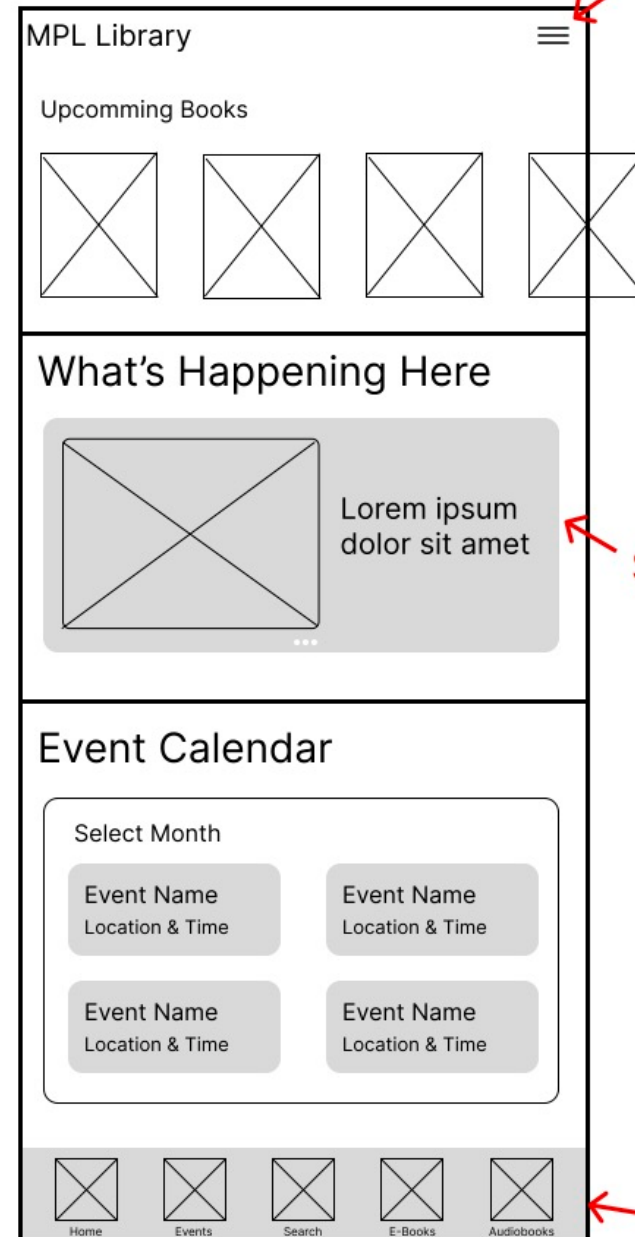 MPL Library
Upcomming Books
What's Happening Here
Lorem ipsum
dolor sit amet
Event Calendar
Select Month
Event Name
Location & Time
Event Name
Location & Time
Event Name
Location & Time
Event Name
Location & Time
Home
Events
Search
E-Books
Audiobooks